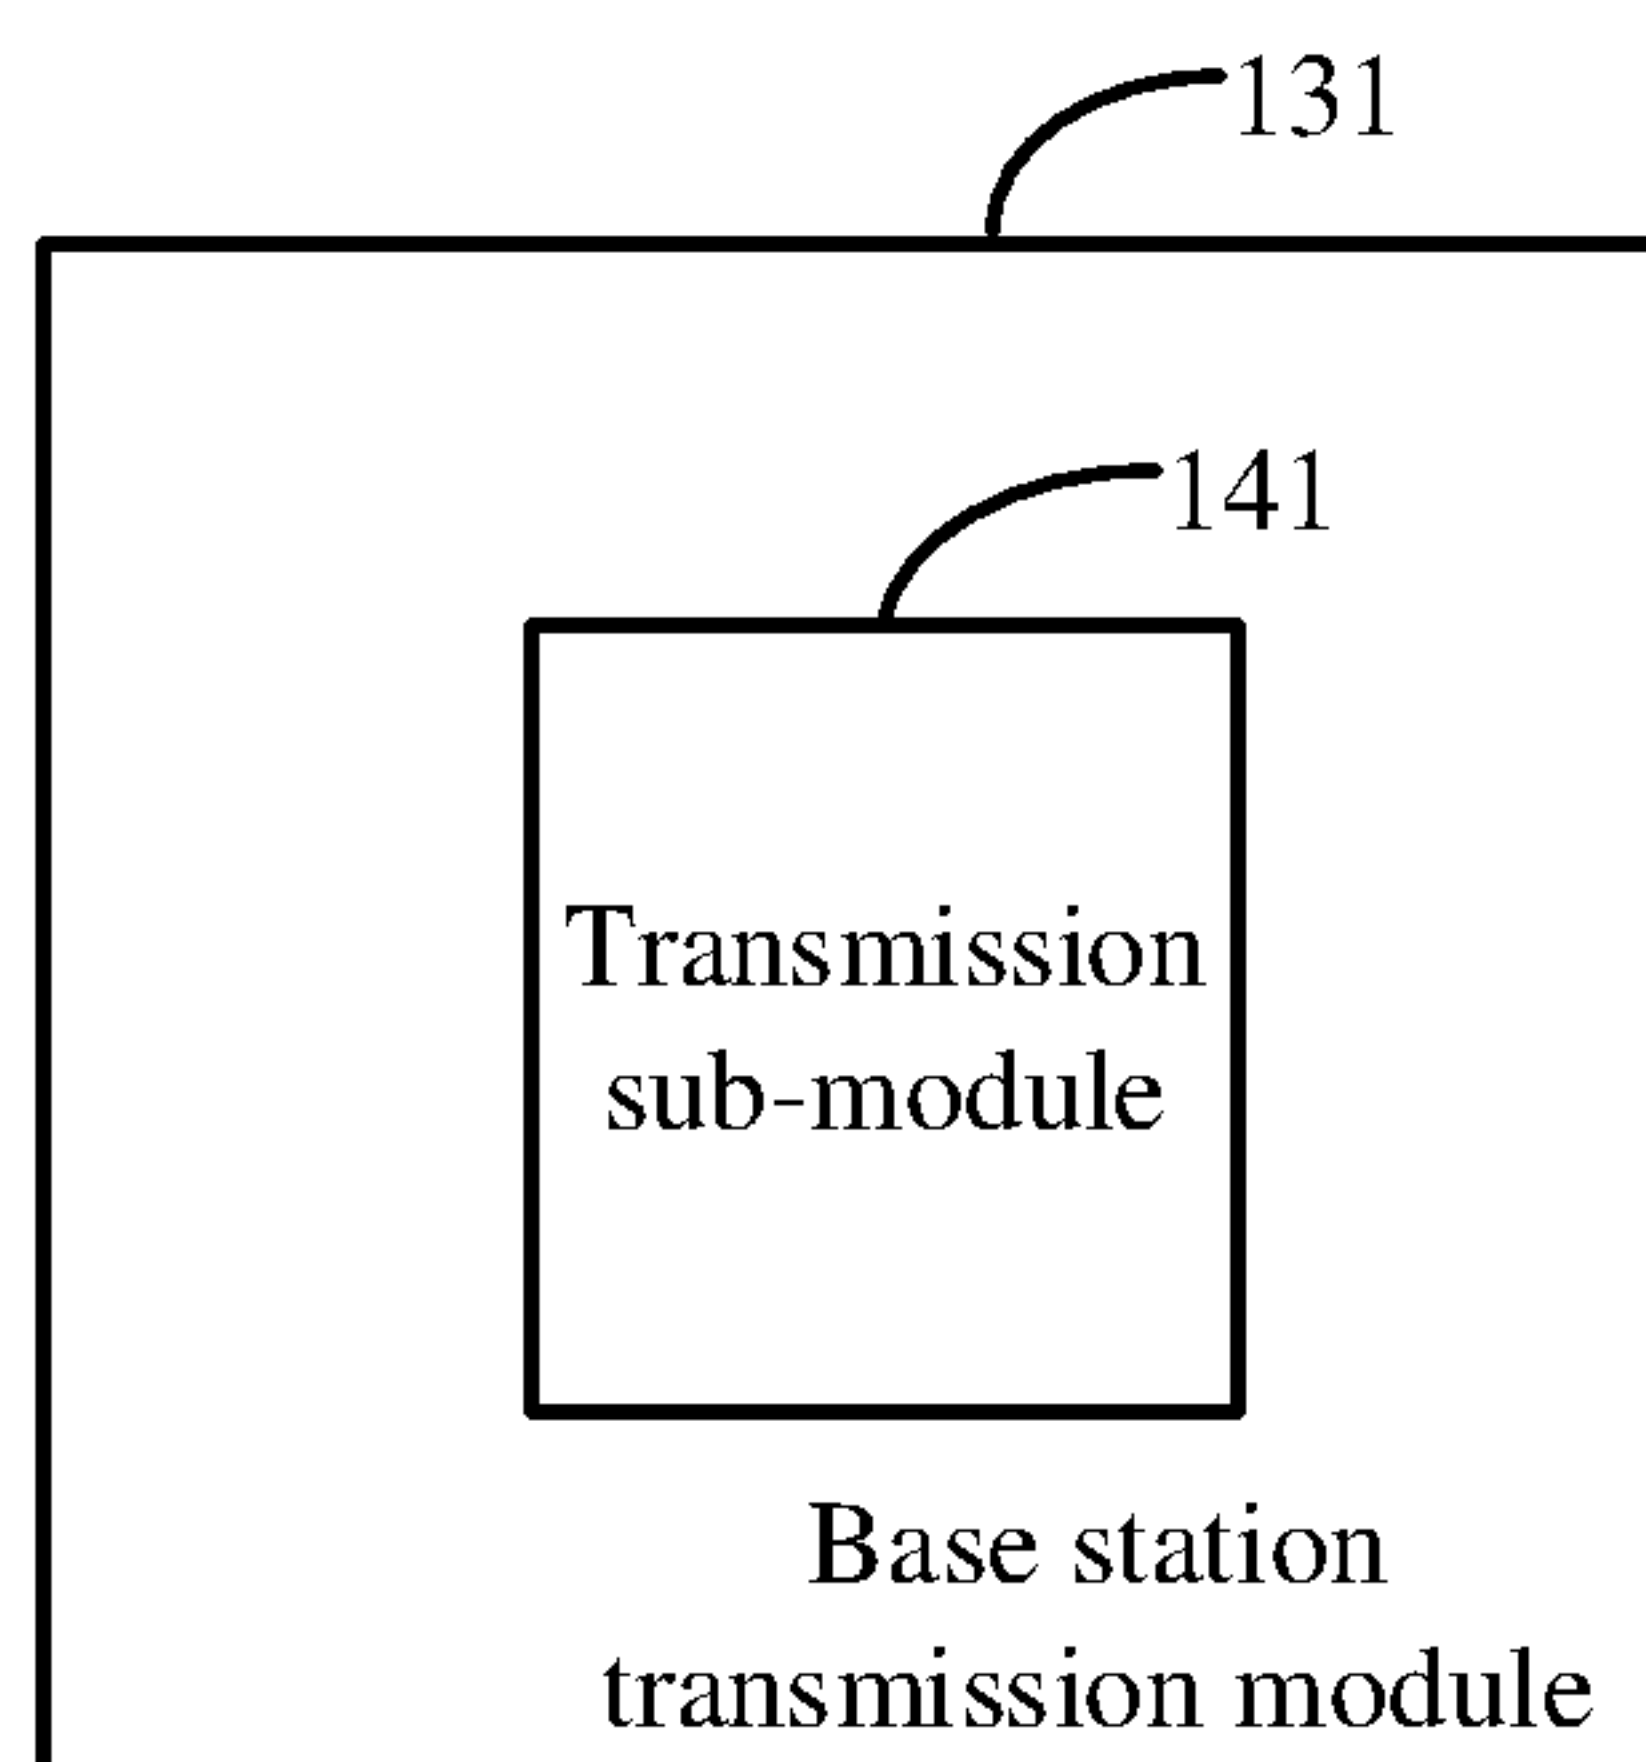 131
141
Transmission
sub-module
Base station
transmission module